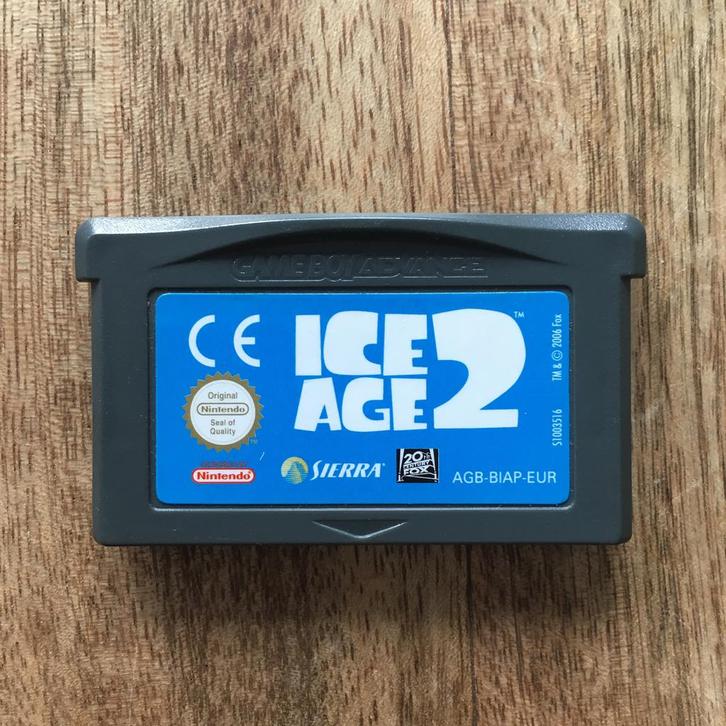 GAME BOY ADVANCE
CE
ICE
AGE 2™
Original
Nintendo
Seal of
Quality
™
Nintendo®
SIERRA®
20th
CENTURY
FOX
AGB-BIAP-EUR
TM & © 2006 Fox
S1003516